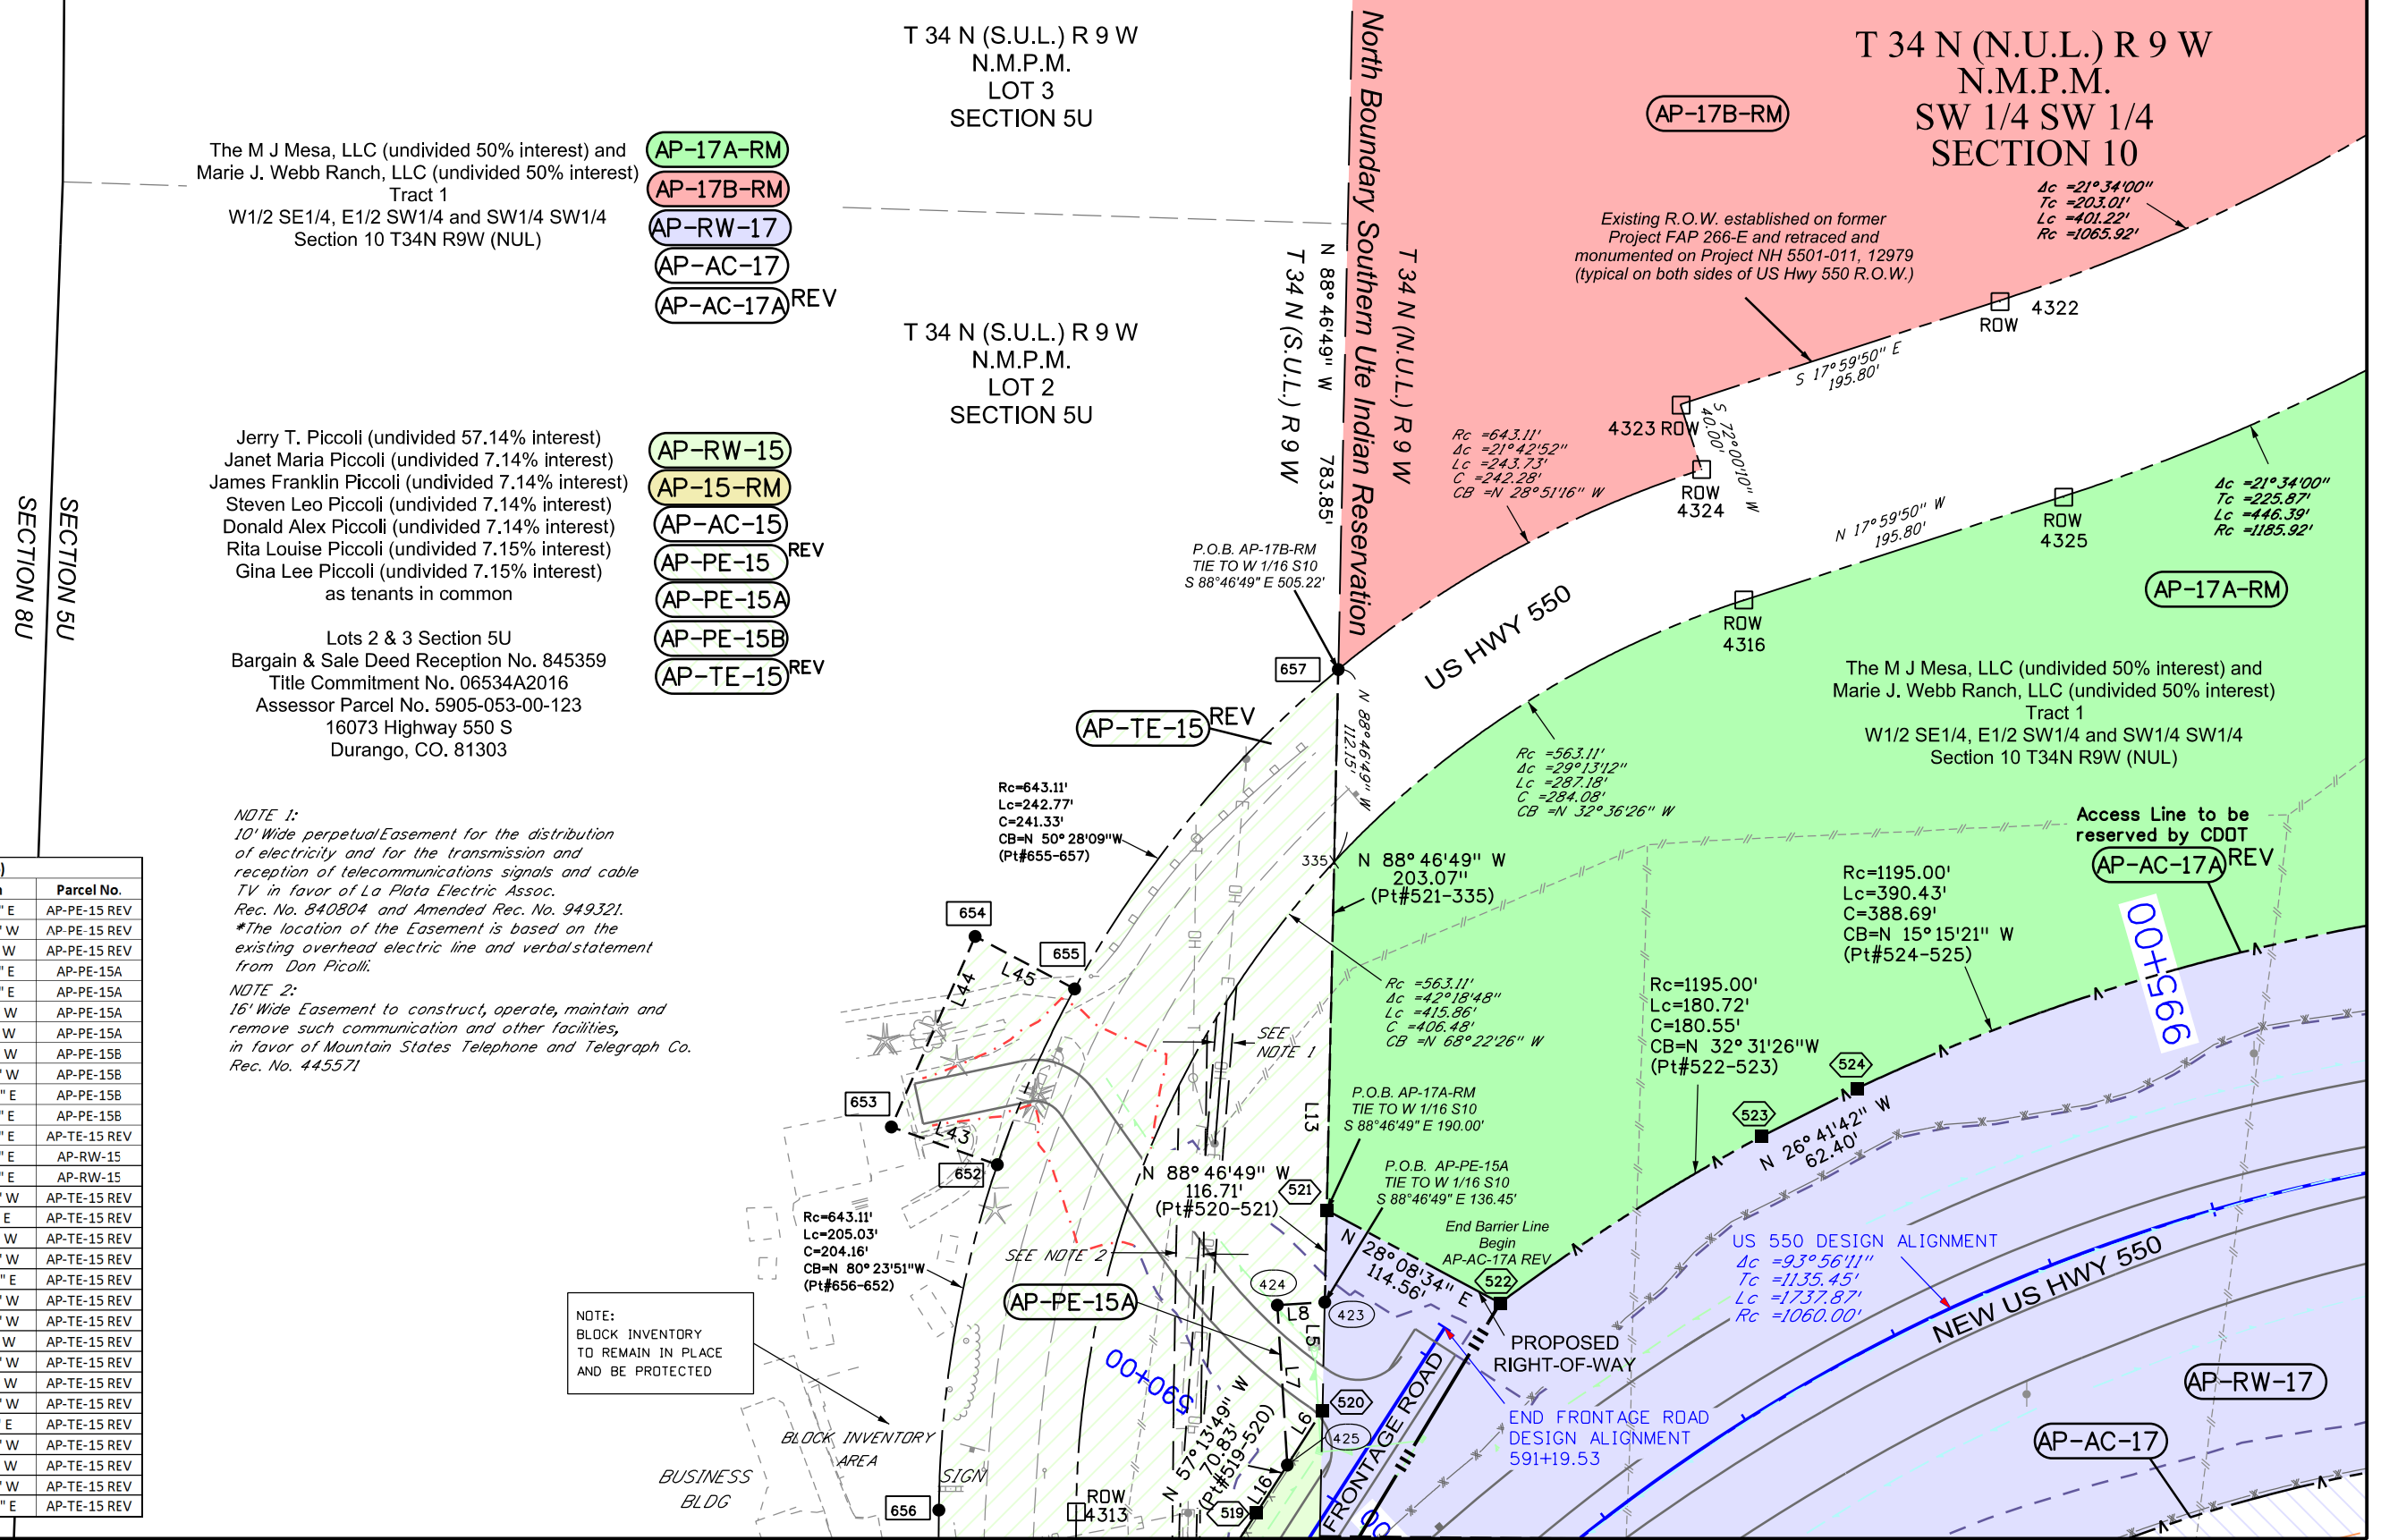 T 34 N (S.U.L.) R 9 W
N.M.P.M.
LOT 3
SECTION 5U
T 34 N (N.U.L.) R 9 W
N.M.P.M.
SW 1/4 SW 1/4
SECTION 10
AP-17B-RM
The M J Mesa, LLC (undivided 50% interest) and
Marie J. Webb Ranch, LLC (undivided 50% interest)
Tract 1
W1/2 SE1/4, E1/2 SW1/4 and SW1/4 SW1/4
Section 10 T34N R9W (NUL)
AP-17A-RM
AP-17B-RM
AP-RW-17
AP-AC-17
AP-AC-17A REV
T 34 N (S.U.L.) R 9 W
N.M.P.M.
LOT 2
SECTION 5U
Jerry T. Piccoli (undivided 57.14% interest)
Janet Maria Piccoli (undivided 7.14% interest)
James Franklin Piccoli (undivided 7.14% interest)
Steven Leo Piccoli (undivided 7.14% interest)
Donald Alex Piccoli (undivided 7.14% interest)
Rita Louise Piccoli (undivided 7.15% interest)
Gina Lee Piccoli (undivided 7.15% interest)
as tenants in common
Lots 2 & 3 Section 5U
Bargain & Sale Deed Reception No. 845359
Title Commitment No. 06534A2016
Assessor Parcel No. 5905-053-00-123
16073 Highway 550 S
Durango, CO. 81303
AP-RW-15
AP-15-RM
AP-AC-15
AP-PE-15 REV
AP-PE-15A
AP-PE-15B
AP-TE-15 REV
SECTION 8U
SECTION 5U
NOTE 1:
10' Wide perpetual Easement for the distribution
of electricity and for the transmission and
reception of telecommunications signals and cable
TV in favor of La Plata Electric Assoc.
Rec. No. 840804 and Amended Rec. No. 949321.
*The location of the Easement is based on the
existing overhead electric line and verbal statement
from Don Picolli.
NOTE 2:
16' Wide Easement to construct, operate, maintain and
remove such communication and other facilities,
in favor of Mountain States Telephone and Telegraph Co.
Rec. No. 445571
Parcel No.
" E AP-PE-15 REV
' W AP-PE-15 REV
W AP-PE-15 REV
" E AP-PE-15A
" E AP-PE-15A
W AP-PE-15A
W AP-PE-15A
W AP-PE-15B
' W AP-PE-15B
" E AP-PE-15B
" E AP-PE-15B
" E AP-TE-15 REV
" E AP-RW-15
" E AP-RW-15
' W AP-TE-15 REV
E AP-TE-15 REV
W AP-TE-15 REV
' W AP-TE-15 REV
" E AP-TE-15 REV
' W AP-TE-15 REV
' W AP-TE-15 REV
W AP-TE-15 REV
' W AP-TE-15 REV
W AP-TE-15 REV
' W AP-TE-15 REV
' E AP-TE-15 REV
' W AP-TE-15 REV
W AP-TE-15 REV
' W AP-TE-15 REV
" E AP-TE-15 REV
North Boundary Southern Ute Indian Reservation
T 34 N (N.U.L.) R 9 W
N 88°46'49" W 783.85'
T 34 N (S.U.L.) R 9 W
Δc =21°34'00"
Tc =203.01'
Lc =401.22'
Rc =1065.92'
Existing R.O.W. established on former
Project FAP 266-E and retraced and
monumented on Project NH 5501-011, 12979
(typical on both sides of US Hwy 550 R.O.W.)
ROW 4322
S 17°59'50" E
195.80'
4323 ROW
S 72°00'10" W
40.00'
ROW
4324
Rc =643.11'
Δc =21°42'52"
Lc =243.73'
C =242.28'
CB =N 28°51'16" W
N 17°59'50" W
195.80'
ROW
4325
ROW
4316
Δc =21°34'00"
Tc =225.87'
Lc =446.39'
Rc =1185.92'
AP-17A-RM
US HWY 550
P.O.B. AP-17B-RM
TIE TO W 1/16 S10
S 88°46'49" E 505.22'
657
N 88°46'49" W
112.15'
AP-TE-15 REV
Rc=643.11'
Lc=242.77'
C=241.33'
CB=N 50°28'09"W
(Pt#655-657)
The M J Mesa, LLC (undivided 50% interest) and
Marie J. Webb Ranch, LLC (undivided 50% interest)
Tract 1
W1/2 SE1/4, E1/2 SW1/4 and SW1/4 SW1/4
Section 10 T34N R9W (NUL)
Rc =563.11'
Δc =29°13'12"
Lc =287.18'
C =284.08'
CB =N 32°36'26" W
Access Line to be
reserved by CDOT
AP-AC-17A REV
335
N 88°46'49" W
203.07"
(Pt#521-335)
Rc=1195.00'
Lc=390.43'
C=388.69'
CB=N 15°15'21" W
(Pt#524-525)
595+00
Rc =563.11'
Δc =42°18'48"
Lc =415.86'
C =406.48'
CB =N 68°22'26" W
Rc=1195.00'
Lc=180.72'
C=180.55'
CB=N 32°31'26"W
(Pt#522-523)
654
655
L45
L44
653
L43
652
SEE
NOTE 1
OH
E
L13
P.O.B. AP-17A-RM
TIE TO W 1/16 S10
S 88°46'49" E 190.00'
524
523
N 26°41'42" W
62.40'
P.O.B. AP-PE-15A
TIE TO W 1/16 S10
S 88°46'49" E 136.45'
N 88°46'49" W
116.71'
(Pt#520-521)
521
End Barrier Line
Begin
AP-AC-17A REV
N 28°08'34" E
114.56'
522
Rc=643.11'
Lc=205.03'
C=204.16'
CB=N 80°23'51"W
(Pt#656-652)
SEE NOTE 2
AP-PE-15A
424
L8
423
L5
L7
US 550 DESIGN ALIGNMENT
Δc =93°56'11"
Tc =1135.45'
Lc =1737.87'
Rc =1060.00'
NEW US HWY 550
PROPOSED
RIGHT-OF-WAY
NOTE:
BLOCK INVENTORY
TO REMAIN IN PLACE
AND BE PROTECTED
590+00
520
L6
425
N 57°13'49" W
70.83'
(Pt#519-520)
L16
519
FRONTAGE ROAD
END FRONTAGE ROAD
DESIGN ALIGNMENT
591+19.53
AP-RW-17
AP-AC-17
BLOCK INVENTORY
AREA
BUSINESS
BLDG
SIGN
656
ROW
4313
00